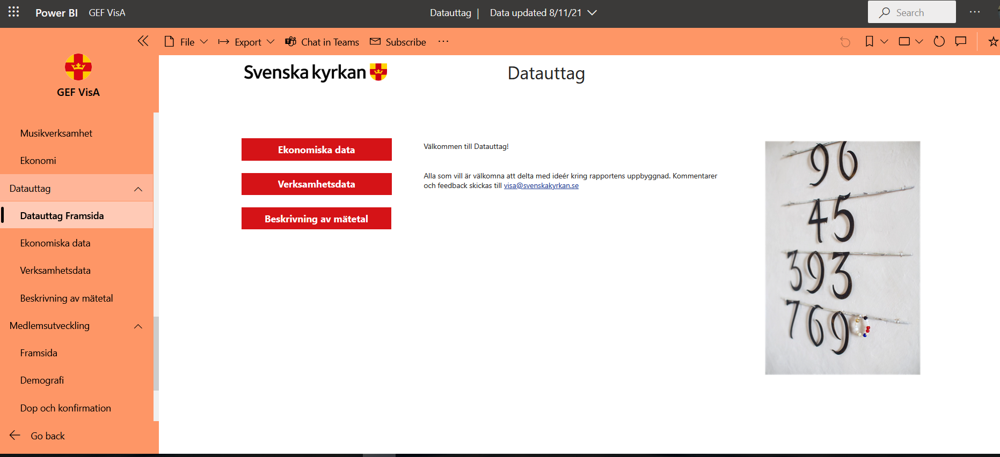 Power BI GEF VisA Datauttag | Data updated 8/11/21 Search
File Export Chat in Teams Subscribe
GEF VisA
Musikverksamhet
Ekonomi
Datauttag
Datauttag Framsida
Ekonomiska data
Verksamhetsdata
Beskrivning av mätetal
Medlemsutveckling
Framsida
Demografi
Dop och konfirmation
Go back
Svenska kyrkan
Datauttag
Ekonomiska data
Verksamhetsdata
Beskrivning av mätetal
Välkommen till Datauttag!
Alla som vill är välkomna att delta med ideér kring rapportens uppbyggnad. Kommentarer
och feedback skickas till visa@svenskakyrkan.se
96
45
393
769